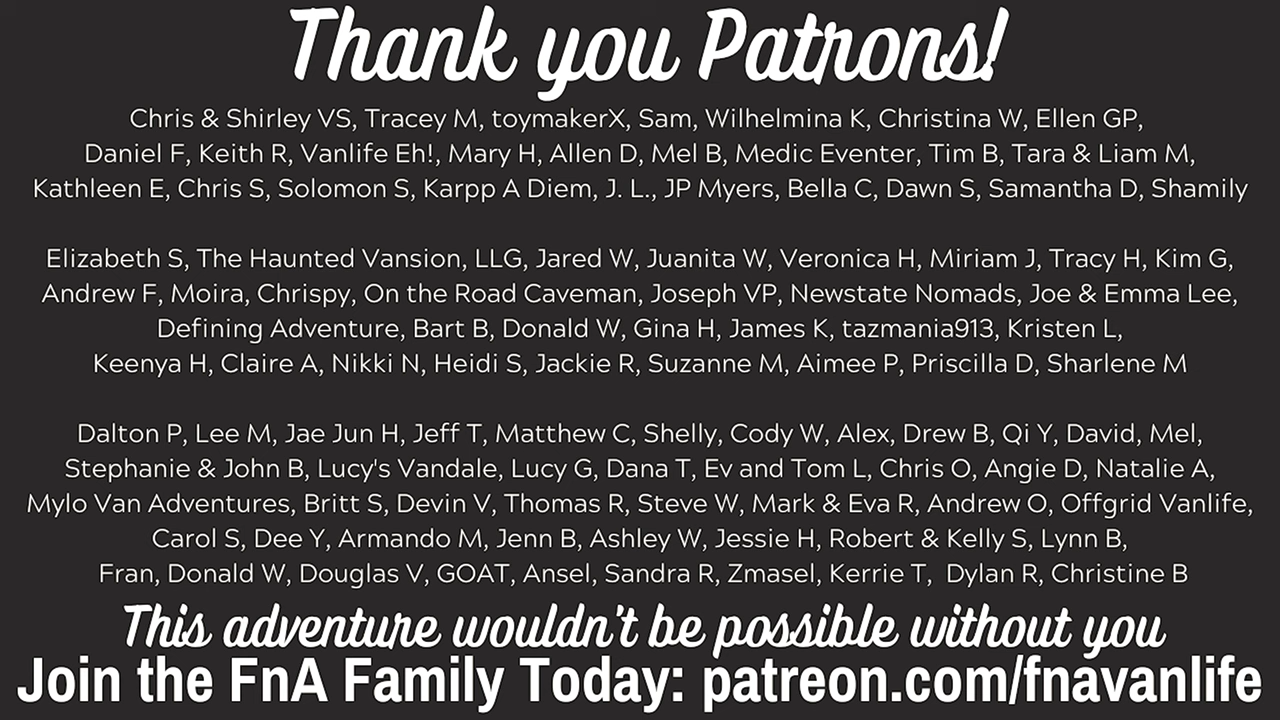 Thank you Patrons!
Chris & Shirley VS, Tracey M, toymakerX, Sam, Wilhelmina K, Christina W, Ellen GP,
Daniel F, Keith R, Vanlife Eh!, Mary H, Allen D, Mel B, Medic Eventer, Tim B, Tara & Liam M,
Kathleen E, Chris S, Solomon S, Karpp A Diem, J. L., JP Myers, Bella C, Dawn S, Samantha D, Shamily
Elizabeth S, The Haunted Vansion, LLG, Jared W, Juanita W, Veronica H, Miriam J, Tracy H, Kim G,
Andrew F, Moira, Chrispy, On the Road Caveman, Joseph VP, Newstate Nomads, Joe & Emma Lee,
Defining Adventure, Bart B, Donald W, Gina H, James K, tazmania913, Kristen L,
Keenya H, Claire A, Nikki N, Heidi S, Jackie R, Suzanne M, Aimee P, Priscilla D, Sharlene M
Dalton P, Lee M, Jae Jun H, Jeff T, Matthew C, Shelly, Cody W, Alex, Drew B, Qi Y, David, Mel,
Stephanie & John B, Lucy's Vandale, Lucy G, Dana T, Ev and Tom L, Chris O, Angie D, Natalie A,
Mylo Van Adventures, Britt S, Devin V, Thomas R, Steve W, Mark & Eva R, Andrew O, Offgrid Vanlife,
Carol S, Dee Y, Armando M, Jenn B, Ashley W, Jessie H, Robert & Kelly S, Lynn B,
Fran, Donald W, Douglas V, GOAT, Ansel, Sandra R, Zmasel, Kerrie T, Dylan R, Christine B
This adventure wouldn't be possible without you
Join the FnA Family Today: patreon.com/fnavanlife